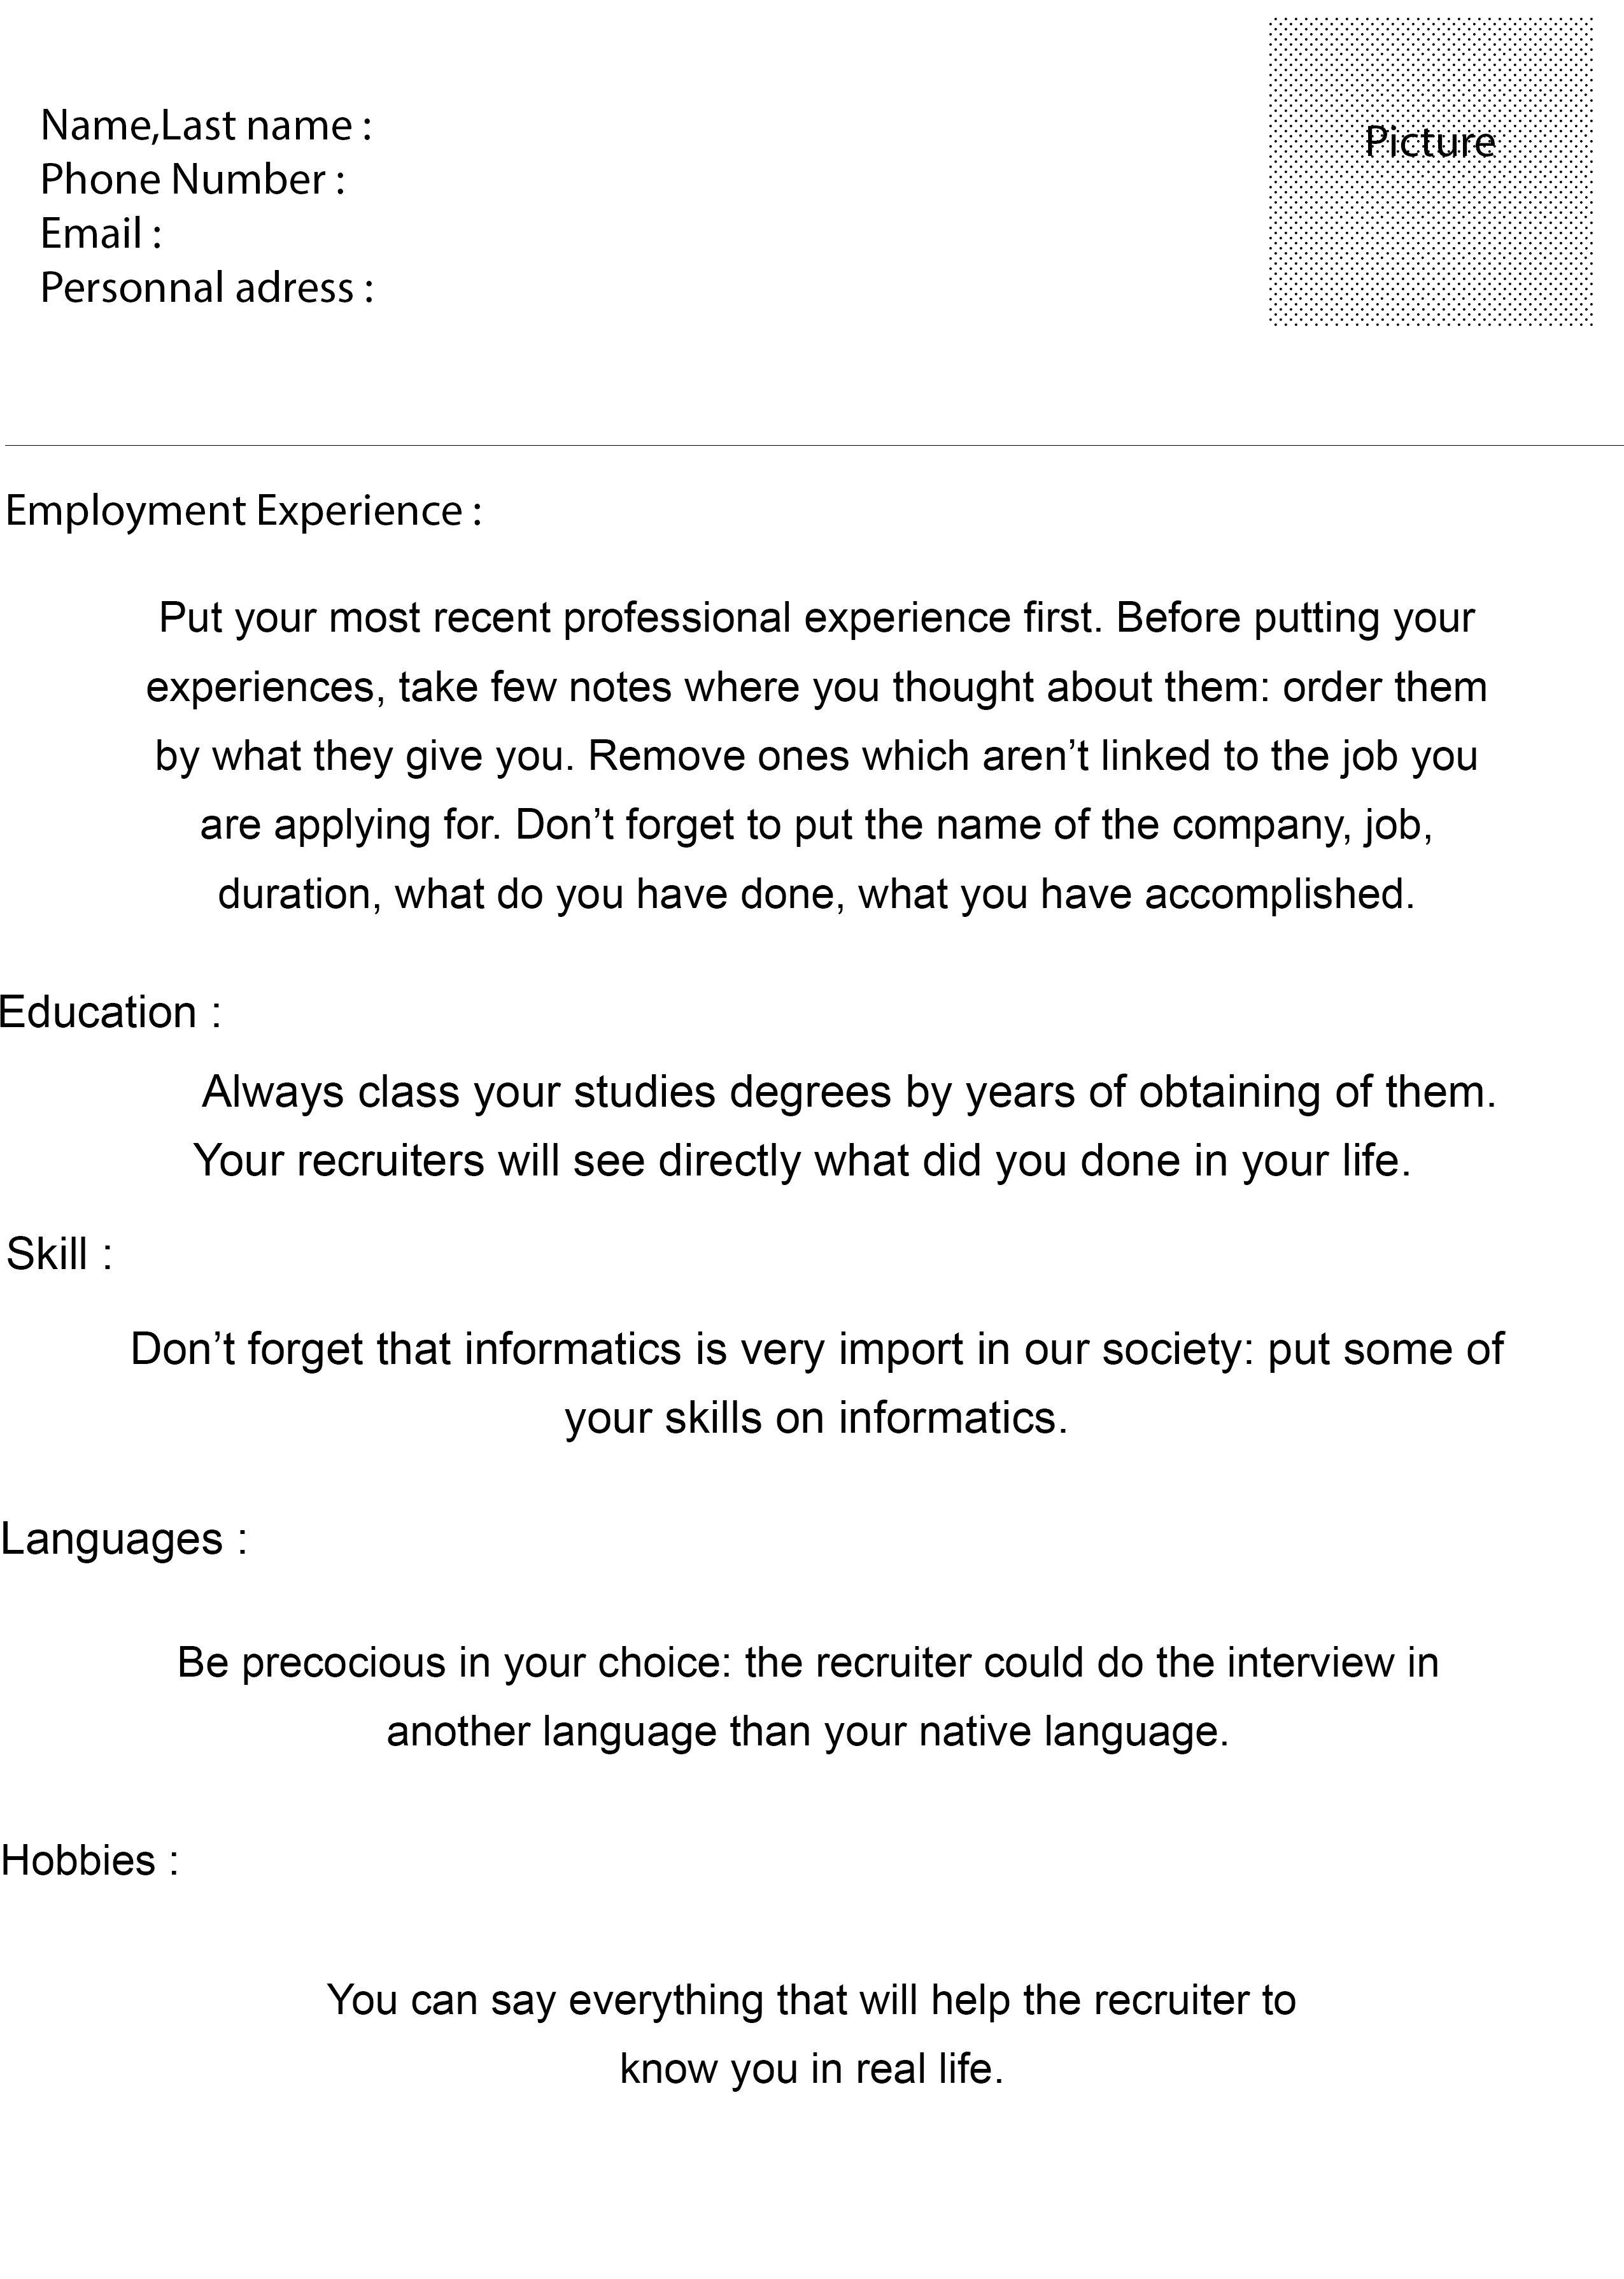 Picture
Name,Last name :
Phone Number :
Email :
Personnal adress :
Employment Experience :
Put your most recent professional experience first. Before putting your
experiences, take few notes where you thought about them: order them
by what they give you. Remove ones which aren’t linked to the job you
are applying for. Don’t forget to put the name of the company, job,
duration, what do you have done, what you have accomplished.
Education :
Always class your studies degrees by years of obtaining of them.
Your recruiters will see directly what did you done in your life.
Skill :
Don’t forget that informatics is very import in our society: put some of
your skills on informatics.
Languages :
Be precocious in your choice: the recruiter could do the interview in
another language than your native language.
Hobbies :
You can say everything that will help the recruiter to
know you in real life.